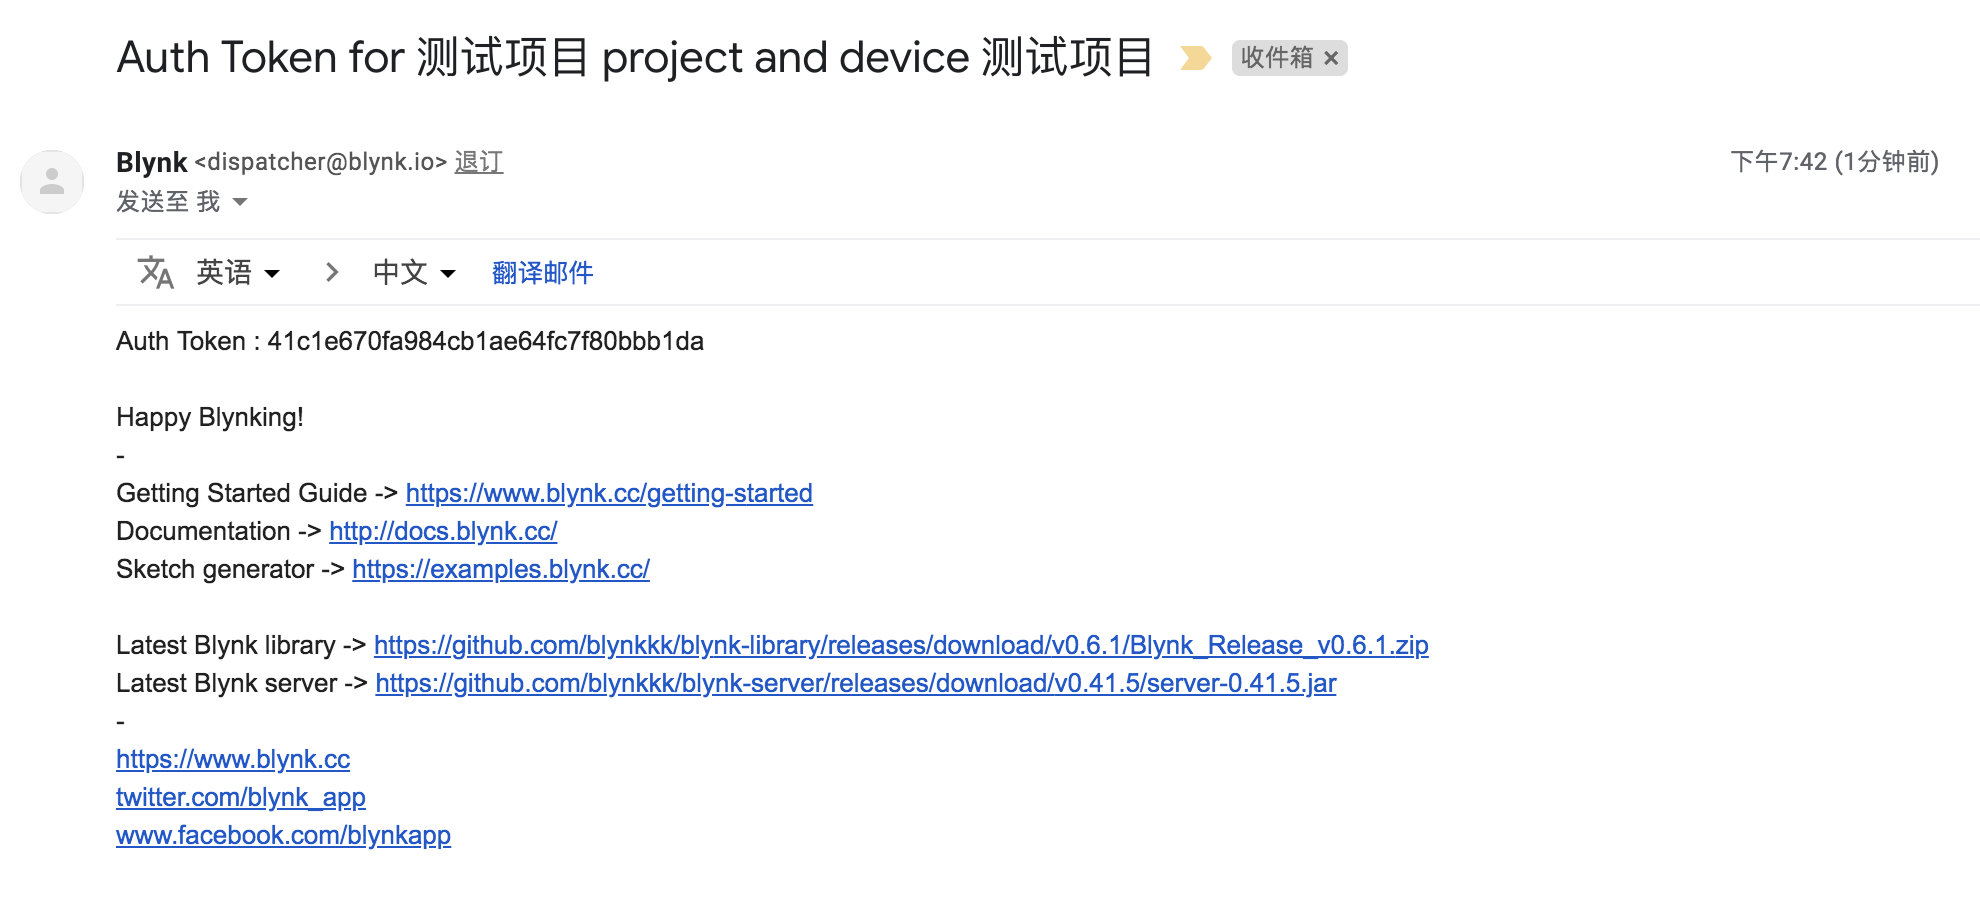 Auth Token for 测试项目 project and device 测试项目 收件箱 ×
Blynk <dispatcher@blynk.io> 退订 下午7:42 (1分钟前)
发送至 我
英语 > 中文 翻译邮件
Auth Token : 41c1e670fa984cb1ae64fc7f80bbb1da
Happy Blynking!
-
Getting Started Guide -> https://www.blynk.cc/getting-started
Documentation -> http://docs.blynk.cc/
Sketch generator -> https://examples.blynk.cc/
Latest Blynk library -> https://github.com/blynkkk/blynk-library/releases/download/v0.6.1/Blynk_Release_v0.6.1.zip
Latest Blynk server -> https://github.com/blynkkk/blynk-server/releases/download/v0.41.5/server-0.41.5.jar
-
https://www.blynk.cc
twitter.com/blynk_app
www.facebook.com/blynkapp